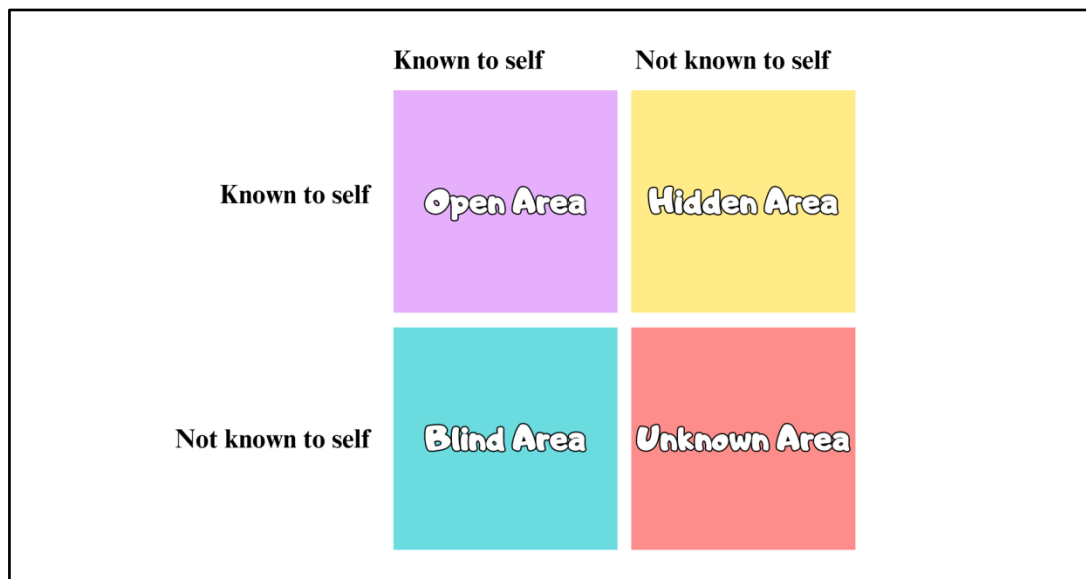 Known to self Not known to self
Known to self Open Area Hidden Area
Not known to self Blind Area Unknown Area